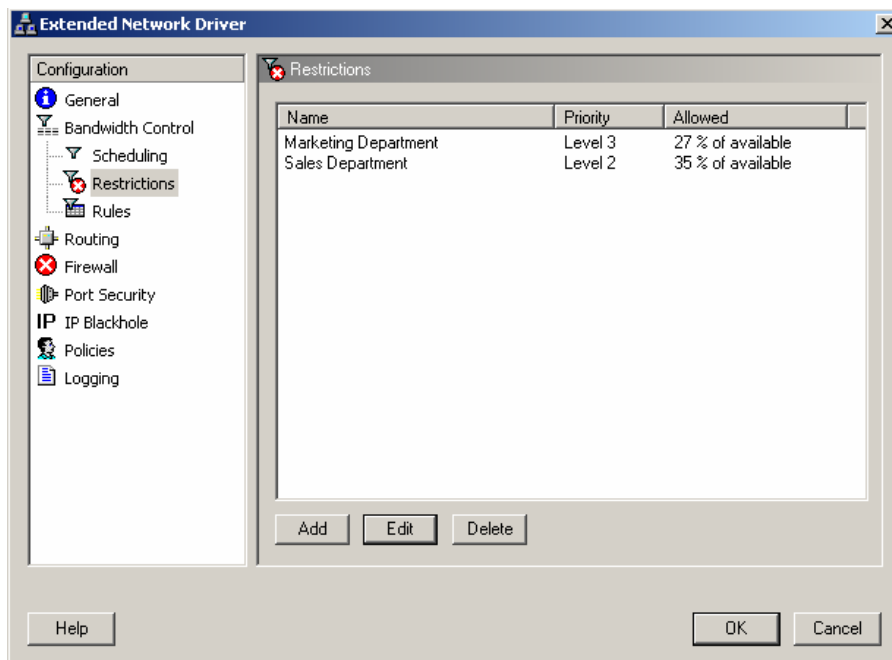 Extended Network Driver
Configuration
General
Bandwidth Control
Scheduling
Restrictions
Rules
Routing
Firewall
Port Security
IP IP Blackhole
Policies
Logging
Restrictions
Name Priority Allowed
Marketing Department Level 3 27 % of available
Sales Department Level 2 35 % of available
Add Edit Delete
Help OK Cancel